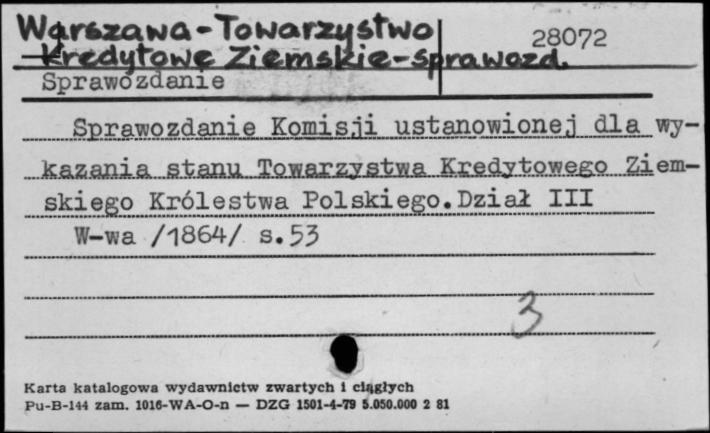 Warszawa-Towarzystwo
28072
Kredytowe Ziemskie-sprawozd.
Sprawozdanie
Sprawozdanie Komisji ustanowionej dla wy-
kazania stanu Towarzystwa Kredytowego Ziem-
skiego Królestwa Polskiego.Dział III
W-wa /1864/ s.53
3
Karta katalogowa wydawnictw zwartych i ciągłych
Pu-B-144 zam. 1016-WA-O-n — DZG 1501-4-79 5.050.000 2 81